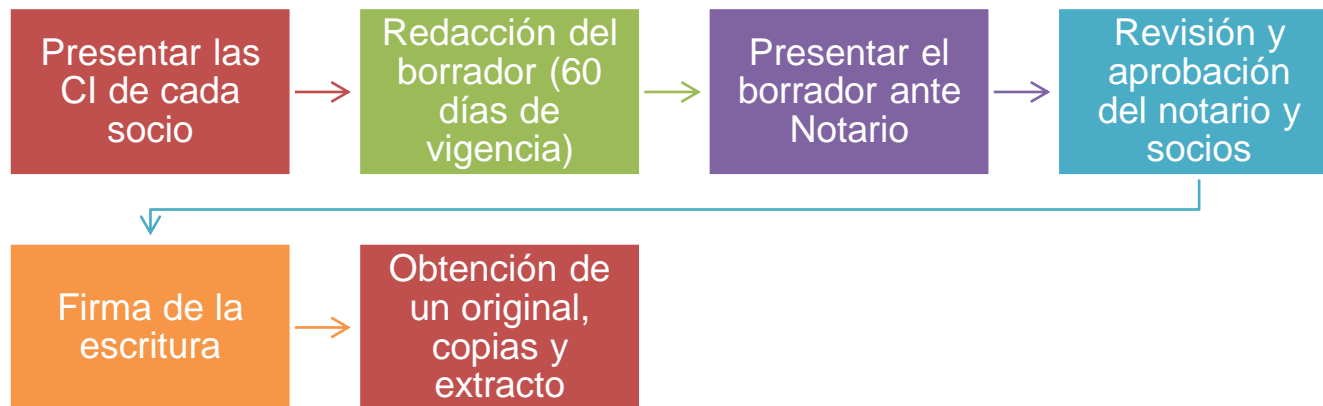 Presentar las
CI de cada
socio
Redacción del
borrador (60
días de
vigencia)
Presentar el
borrador ante
Notario
Revisión y
aprobación
del notario y
socios
Firma de la
escritura
Obtención de
un original,
copias y
extracto